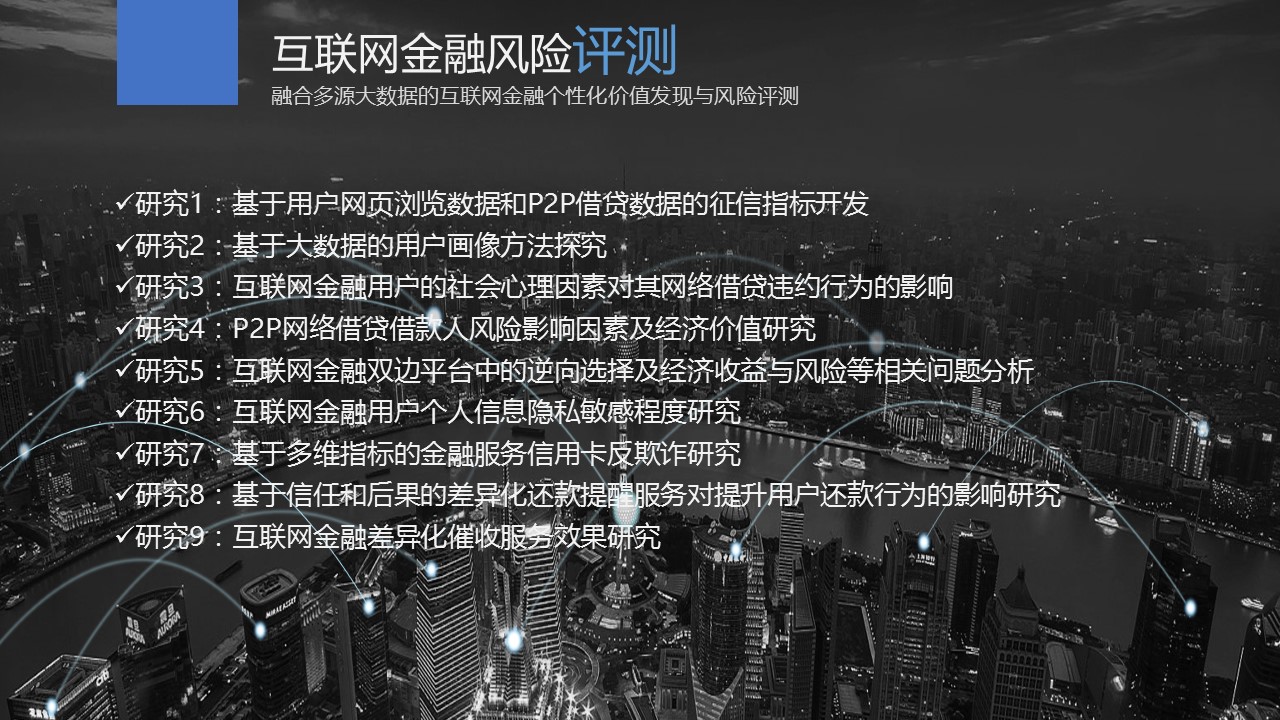 互联网金融风险评测
融合多源大数据的互联网金融个性化价值发现与风险评测
✓研究1：基于用户网页浏览数据和P2P借贷数据的征信指标开发
✓研究2：基于大数据的用户画像方法探究
✓研究3：互联网金融用户的社会心理因素对其网络借贷违约行为的影响
✓研究4：P2P网络借贷借款人风险影响因素及经济价值研究
✓研究5：互联网金融双边平台中的逆向选择及经济收益与风险等相关问题分析
✓研究6：互联网金融用户个人信息隐私敏感程度研究
✓研究7：基于多维指标的金融服务信用卡反欺诈研究
✓研究8：基于信任和后果的差异化还款提醒服务对提升用户还款行为的影响研究
✓研究9：互联网金融差异化催收服务效果研究
AURORA
MIRAE ASSET